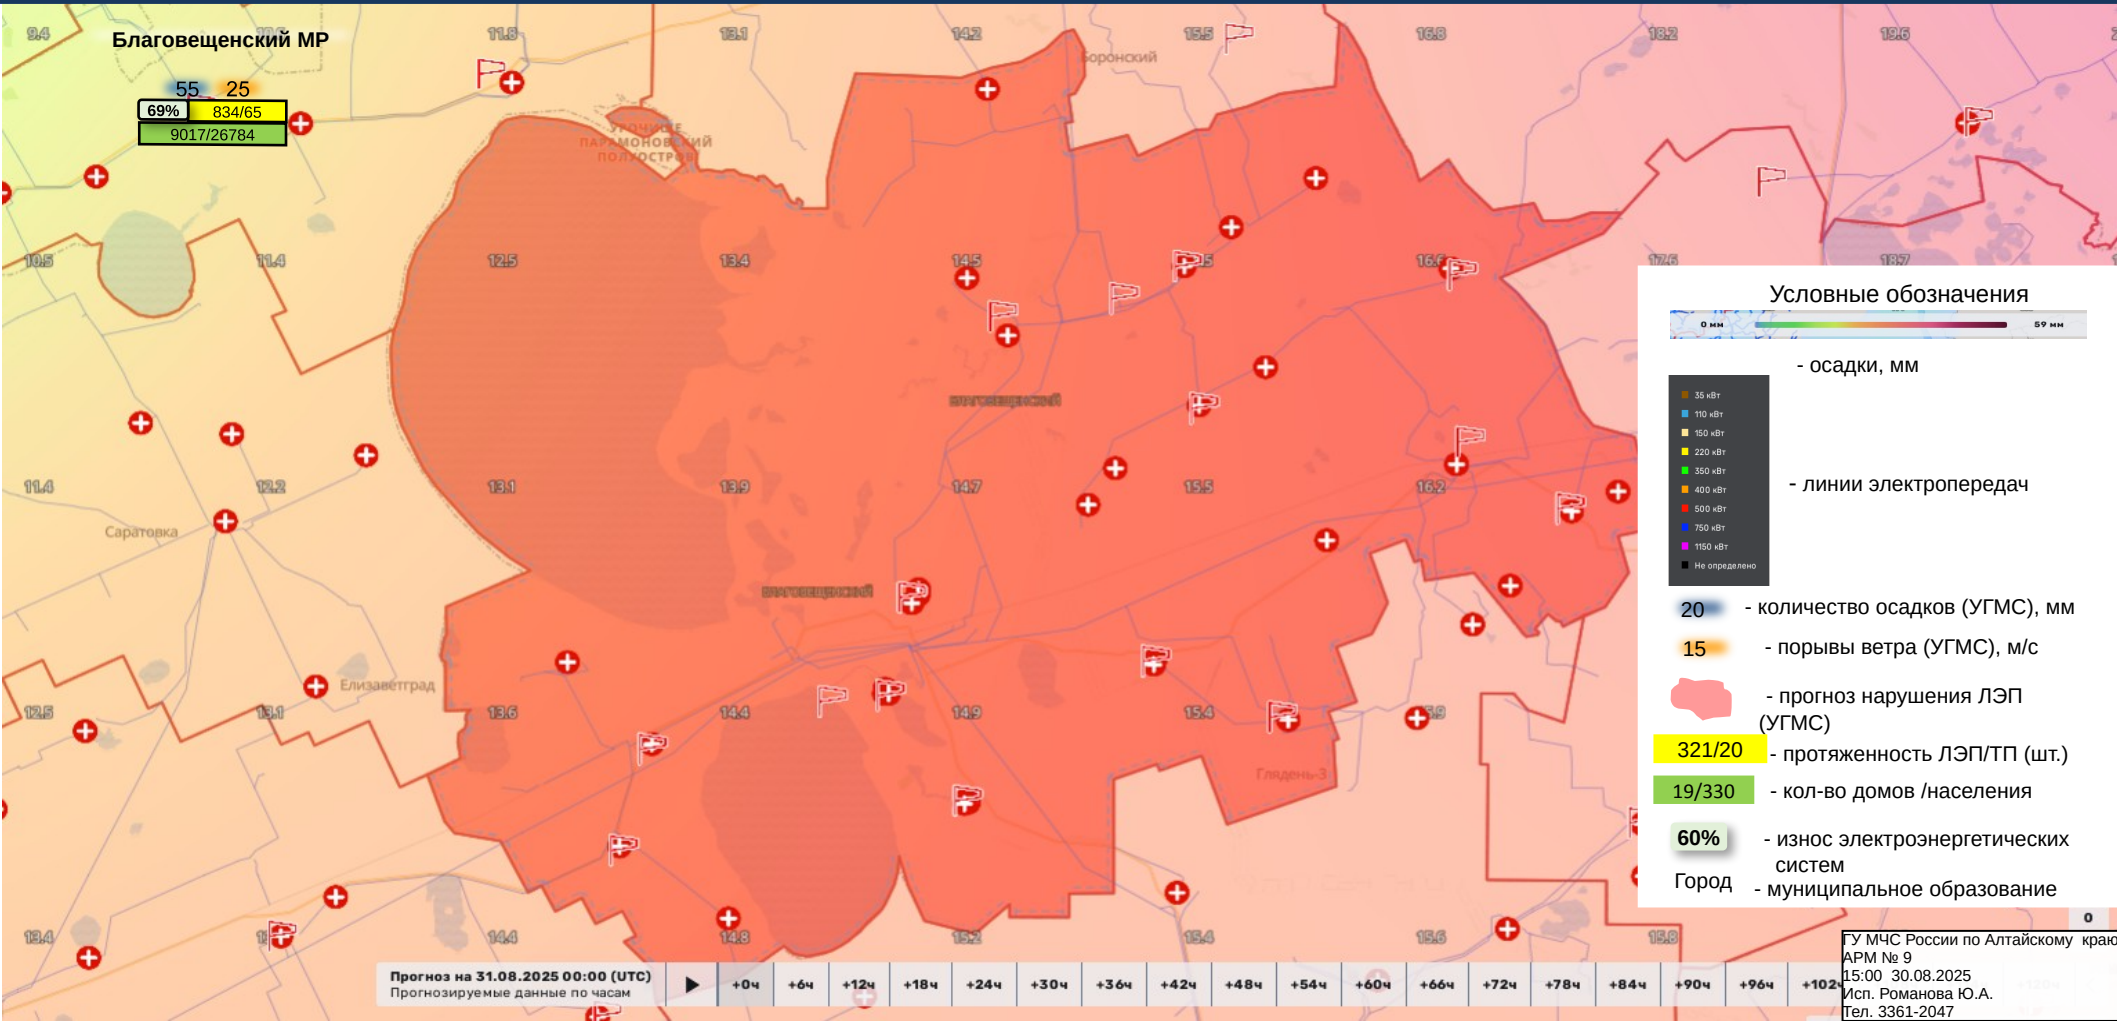 9.4
11.8
13.1
14.2
15.5
16.8
18.2
19.6
Благовещенский МР
Боронский
55 25
69% 834/65
9017/26784
УРОЧИЩЕ
ПАРАМОНОВСКИЙ
ПОЛУОСТРОВ
10.5
11.4
12.5
13.4
14.5
17.6
18.7
БЛАГОВЕЩЕНСКИЙ
11.4
12.2
13.1
13.9
14.7
15.5
16.2
Саратовка
БЛАГОВЕЩЕНСКИЙ
Елизаветград
12.5
13.1
13.6
14.4
14.9
15.4
Глядень-3
13.4
14.4
14.8
15.2
15.4
15.6
15.8
Условные обозначения
0 мм
59 мм
- осадки, мм
35 кВт
110 кВт
150 кВт
220 кВт
350 кВт
400 кВт
500 кВт
750 кВт
1150 кВт
Не определено
- линии электропередач
20 - количество осадков (УГМС), мм
15 - порывы ветра (УГМС), м/с
- прогноз нарушения ЛЭП
(УГМС)
321/20 - протяженность ЛЭП/ТП (шт.)
19/330 - кол-во домов /населения
60% - износ электроэнергетических
систем
Город - муниципальное образование
0
Прогноз на 31.08.2025 00:00 (UTC)
Прогнозируемые данные по часам
+0ч +6ч +12ч +18ч +24ч +30ч +36ч +42ч +48ч +54ч +60ч +66ч +72ч +78ч +84ч +90ч +96ч +102ч
ГУ МЧС России по Алтайскому краю
АРМ № 9
15:00 30.08.2025
Исп. Романова Ю.А.
Тел. 3361-2047